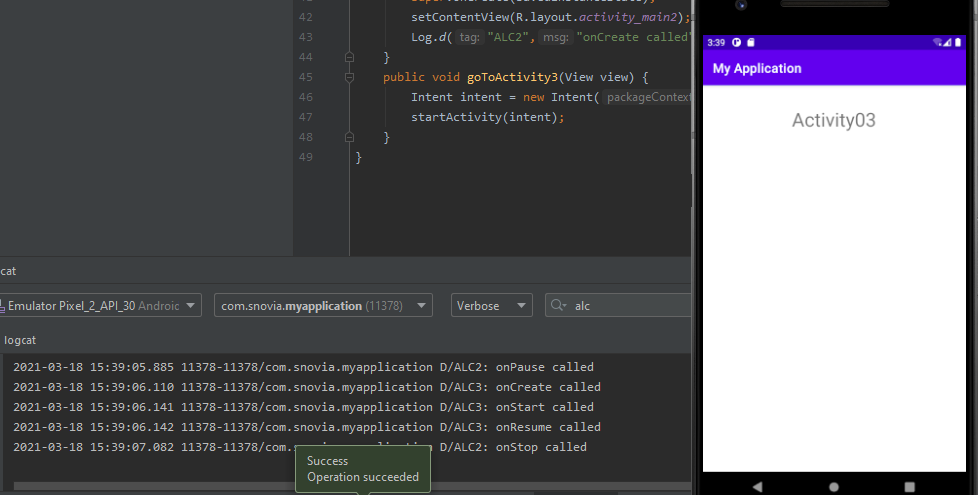 42 setContentView(R.layout.activity_main2);
43 Log.d( tag: "ALC2", msg: "onCreate called"
44 }
45 public void goToActivity3(View view) {
46 Intent intent = new Intent( packageContext
47 startActivity(intent);
48 }
49 }
3:39
My Application
Activity03
cat
Emulator Pixel_2_API_30 Android
com.snovia.myapplication (11378)
Verbose
alc
logcat
2021-03-18 15:39:05.885 11378-11378/com.snovia.myapplication D/ALC2: onPause called
2021-03-18 15:39:06.110 11378-11378/com.snovia.myapplication D/ALC3: onCreate called
2021-03-18 15:39:06.141 11378-11378/com.snovia.myapplication D/ALC3: onStart called
2021-03-18 15:39:06.142 11378-11378/com.snovia.myapplication D/ALC3: onResume called
2021-03-18 15:39:07.082 11378-11378/com.snovia.myapplication D/ALC2: onStop called
Success
Operation succeeded